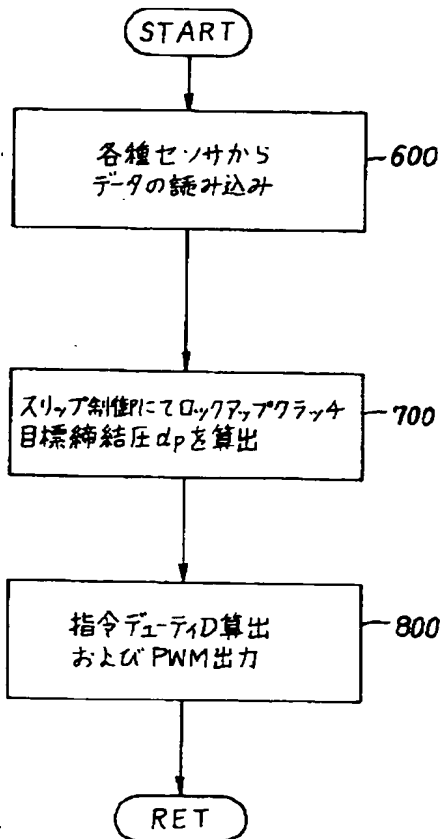 START
各種センサから
データの読み込み
600
スリップ制御にてロックアップクラッチ
目標締結圧dpを算出
700
指令デューティD算出
およびPWM出力
800
RET